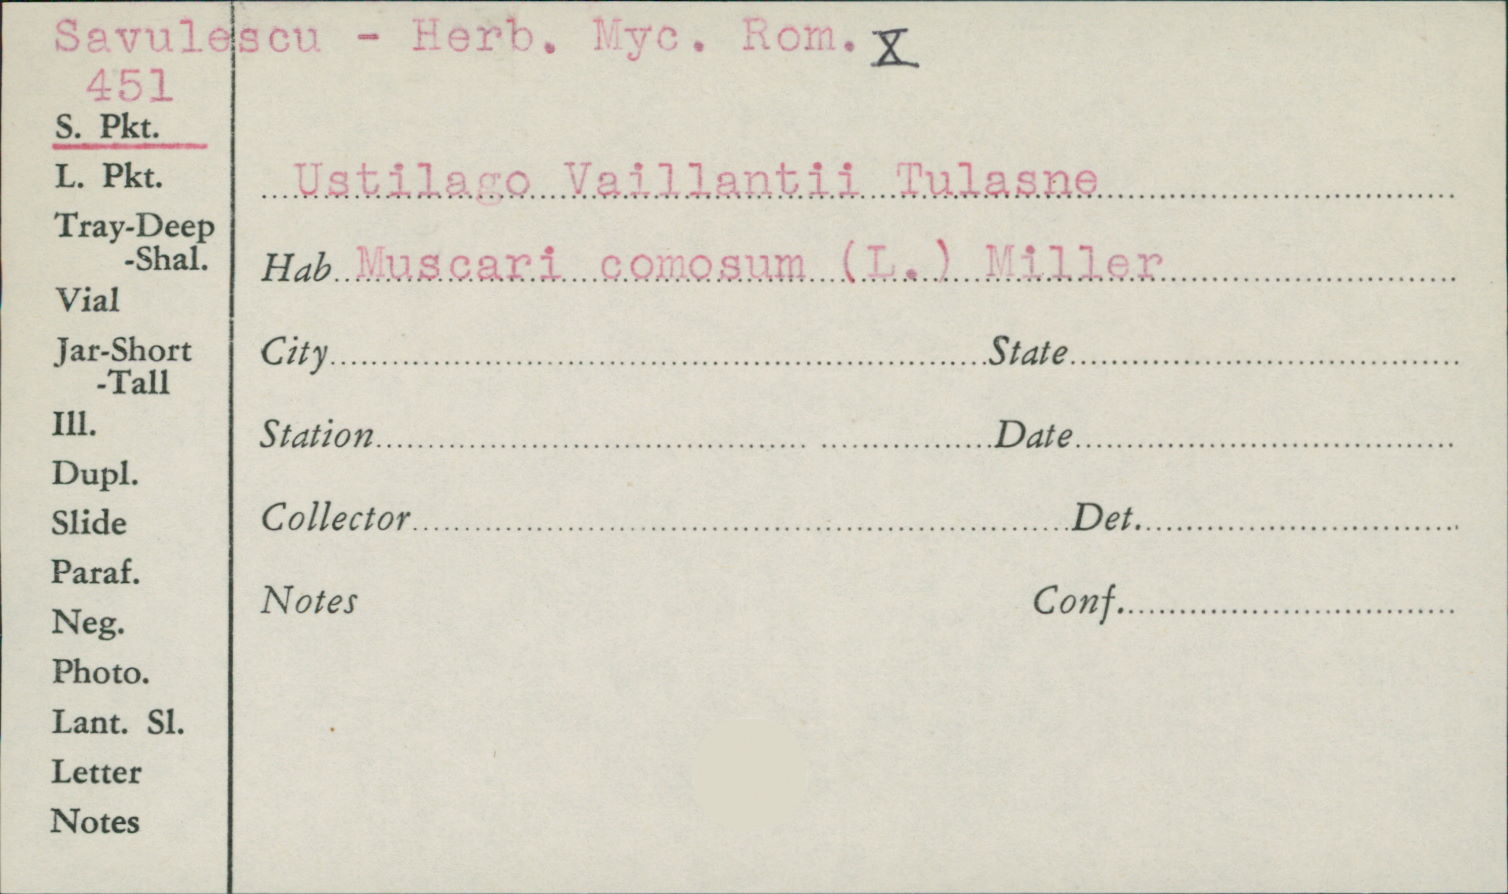 Savulescu - Herb. Myc. Rom. X
451
S. Pkt.
L. Pkt.
Tray-Deep
-Shal.
Vial
Jar-Short
-Tall
Ill.
Dupl.
Slide
Paraf.
Neg.
Photo.
Lant. Sl.
Letter
Notes
Ustilago Vaillantii Tulasne
Hab Muscari comosum (L.) Miller
City State
Station Date
Collector Det.
Notes Conf.